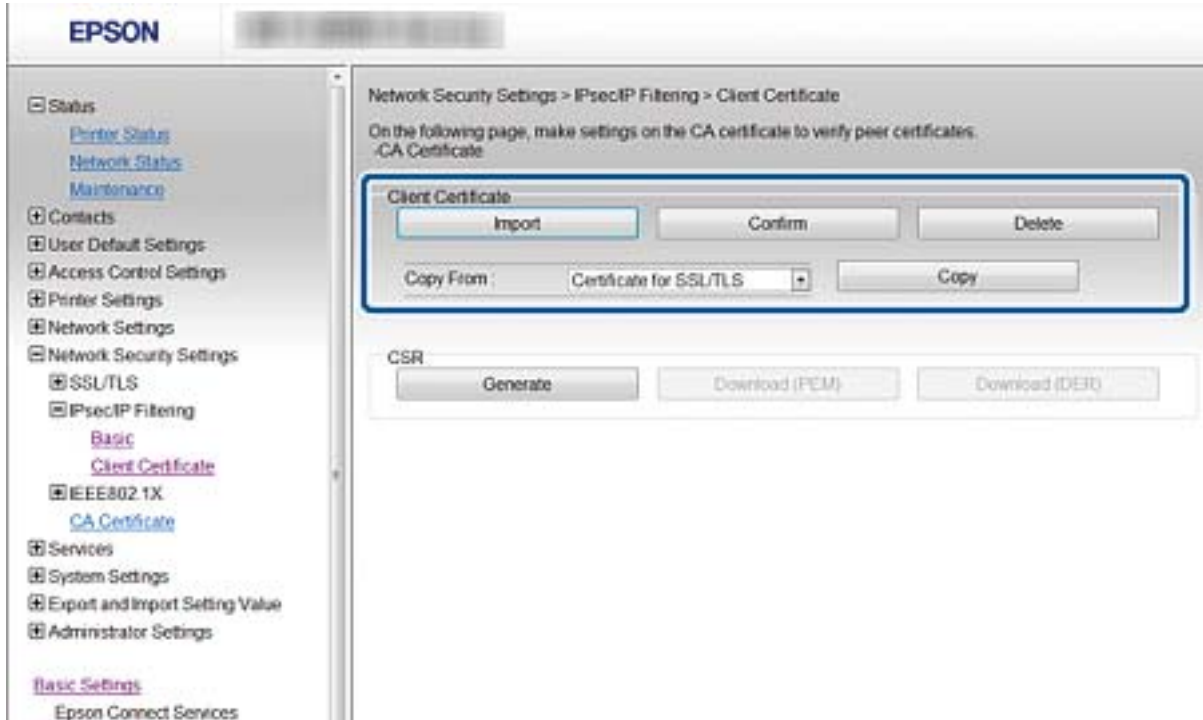 EPSON
Status
Printer Status
Network Status
Maintenance
Contacts
User Default Settings
Access Control Settings
Printer Settings
Network Settings
Network Security Settings
SSL/TLS
IPsec/IP Filtering
Basic
Client Certificate
IEEE802.1X
CA Certificate
Services
System Settings
Export and Import Setting Value
Administrator Settings
Basic Settings
Epson Connect Services
Network Security Settings > IPsec/IP Filtering > Client Certificate
On the following page, make settings on the CA certificate to verify peer certificates.
-CA Certificate
Client Certificate
Import Confirm Delete
Copy From : Certificate for SSL/TLS Copy
CSR
Generate Download (PEM) Download (DER)